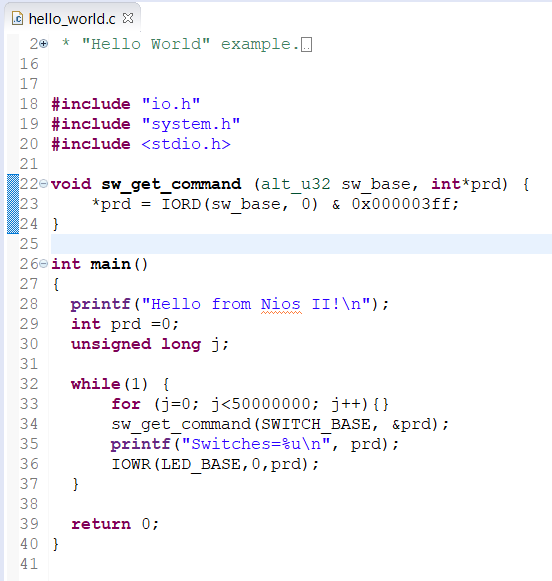 hello_world.c
2 * "Hello World" example.
16
17
18 #include "io.h"
19 #include "system.h"
20 #include <stdio.h>
21
22 void sw_get_command (alt_u32 sw_base, int*prd) {
23     *prd = IORD(sw_base, 0) & 0x000003ff;
24 }
25
26 int main()
27 {
28   printf("Hello from Nios II!\n");
29   int prd =0;
30   unsigned long j;
31
32   while(1) {
33       for (j=0; j<50000000; j++){}
34       sw_get_command(SWITCH_BASE, &prd);
35       printf("Switches=%u\n", prd);
36       IOWR(LED_BASE,0,prd);
37   }
38
39   return 0;
40 }
41